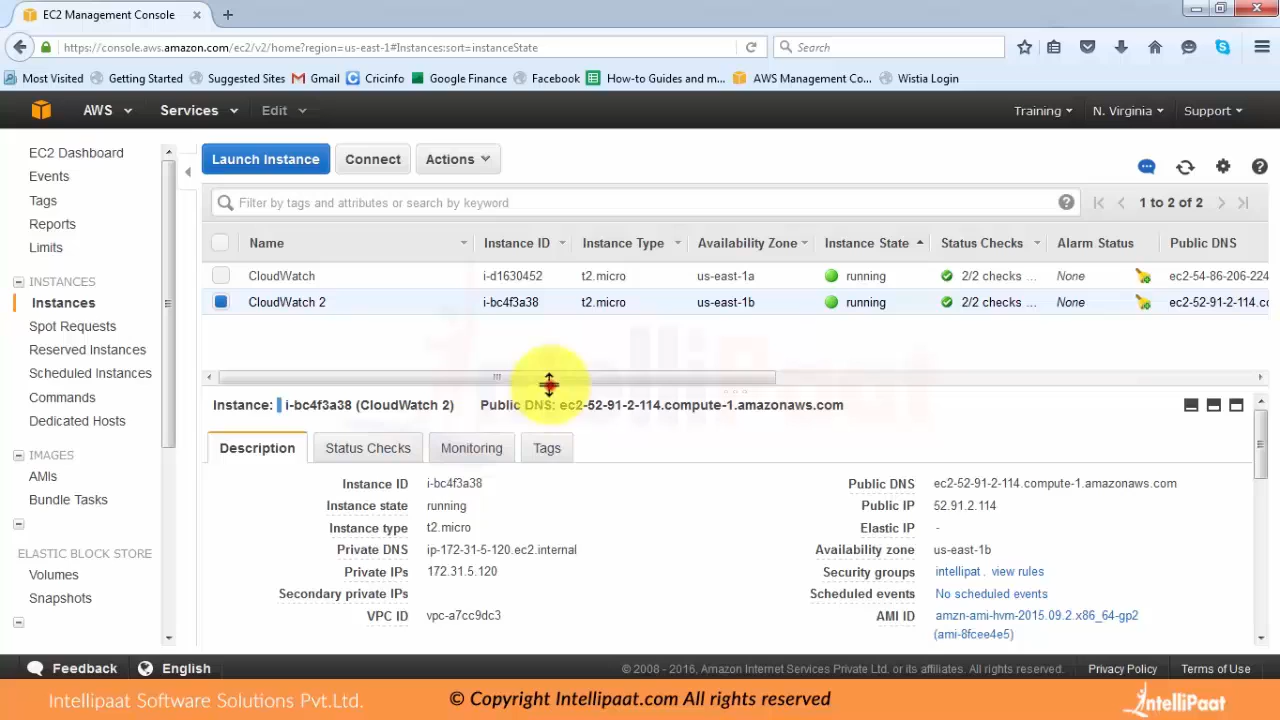 EC2 Management Console
https://console.aws.amazon.com/ec2/v2/home?region=us-east-1#Instances:sort=instanceState
Search
Most Visited Getting Started Suggested Sites Gmail Cricinfo Google Finance Facebook How-to Guides and m... AWS Management Co... Wistia Login
AWS Services Edit Training N. Virginia Support
EC2 Dashboard
Events
Tags
Reports
Limits
INSTANCES
Instances
Spot Requests
Reserved Instances
Scheduled Instances
Commands
Dedicated Hosts
IMAGES
AMIs
Bundle Tasks
ELASTIC BLOCK STORE
Volumes
Snapshots
Launch Instance Connect Actions
Filter by tags and attributes or search by keyword
1 to 2 of 2
Name Instance ID Instance Type Availability Zone Instance State Status Checks Alarm Status Public DNS
CloudWatch i-d1630452 t2.micro us-east-1a running 2/2 checks ... None ec2-54-86-206-224
CloudWatch 2 i-bc4f3a38 t2.micro us-east-1b running 2/2 checks ... None ec2-52-91-2-114.cc
IntelliPaat
Instance: i-bc4f3a38 (CloudWatch 2) Public DNS: ec2-52-91-2-114.compute-1.amazonaws.com
Description Status Checks Monitoring Tags
Instance ID i-bc4f3a38
Instance state running
Instance type t2.micro
Private DNS ip-172-31-5-120.ec2.internal
Private IPs 172.31.5.120
Secondary private IPs
VPC ID vpc-a7cc9dc3
Public DNS ec2-52-91-2-114.compute-1.amazonaws.com
Public IP 52.91.2.114
Elastic IP -
Availability zone us-east-1b
Security groups intellipat . view rules
Scheduled events No scheduled events
AMI ID amzn-ami-hvm-2015.09.2.x86_64-gp2
(ami-8fcee4e5)
Feedback English © 2008 - 2016, Amazon Internet Services Private Ltd. or its affiliates. All rights reserved. Privacy Policy Terms of Use
Intellipaat Software Solutions Pvt.Ltd. © Copyright Intellipaat.com All rights reserved IntelliPaat